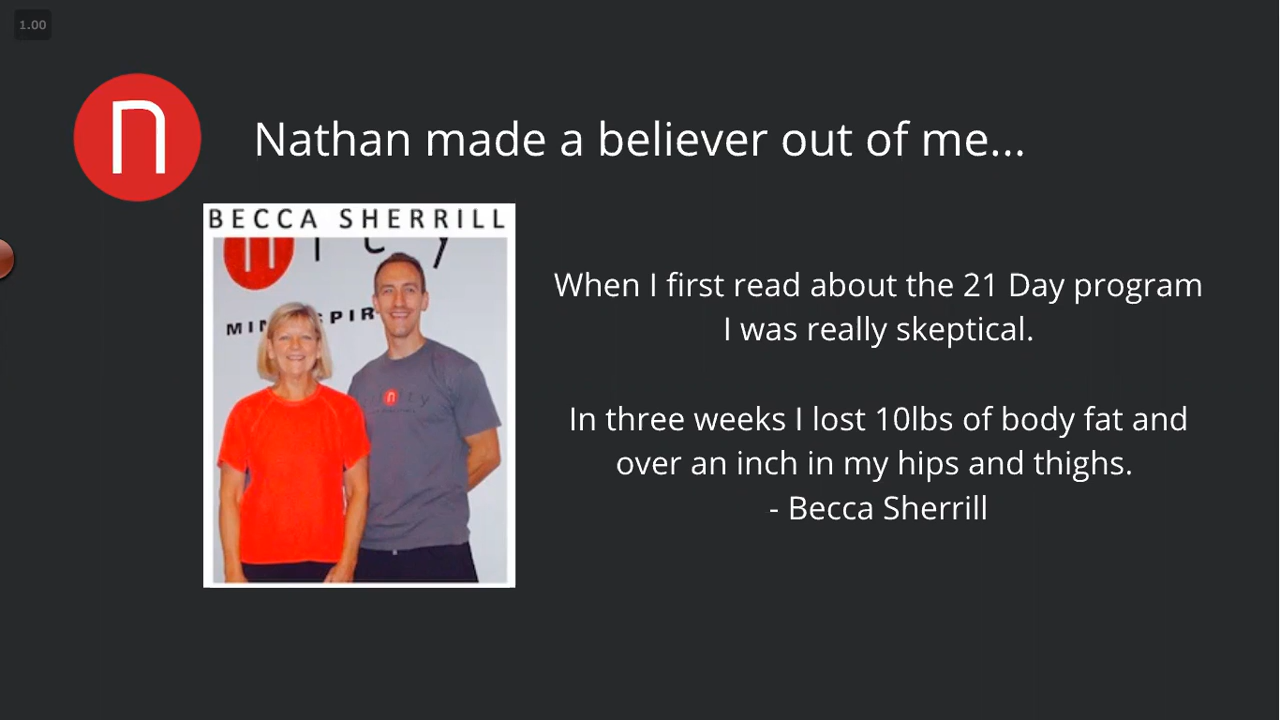 1.00
n
Nathan made a believer out of me...
BECCA SHERRILL
When I first read about the 21 Day program
I was really skeptical.
In three weeks I lost 10lbs of body fat and
over an inch in my hips and thighs.
- Becca Sherrill